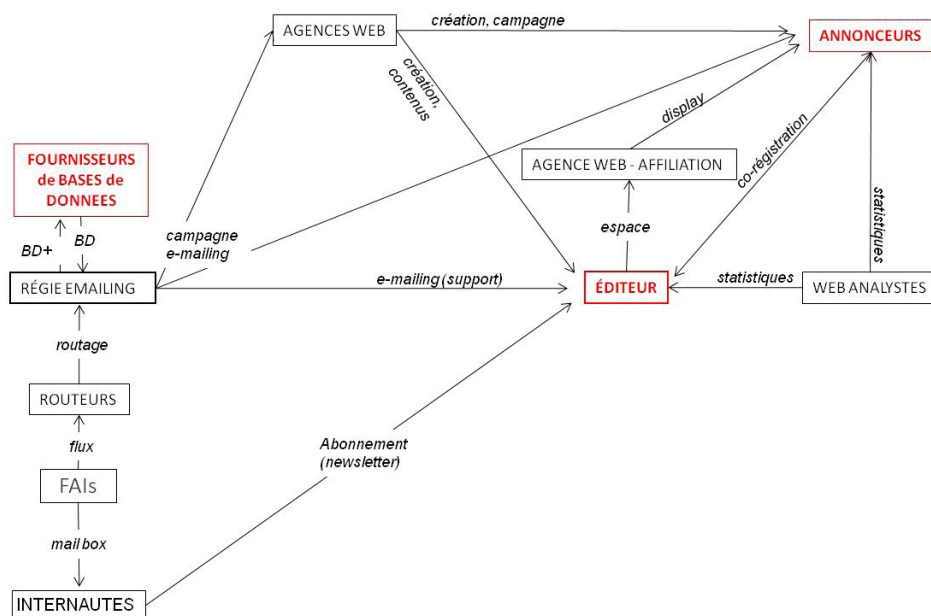 AGENCES WEB
création, campagne
ANNONCEURS
création,
contenus
display
FOURNISSEURS
de BASES de
DONNEES
AGENCE WEB - AFFILIATION
co-régistration
statistiques
BD+
BD
campagne
e-mailing
espace
RÉGIE EMAILING
e-mailing (support)
ÉDITEUR
statistiques
WEB ANALYSTES
routage
ROUTEURS
flux
Abonnement
(newsletter)
FAIs
mail box
INTERNAUTES